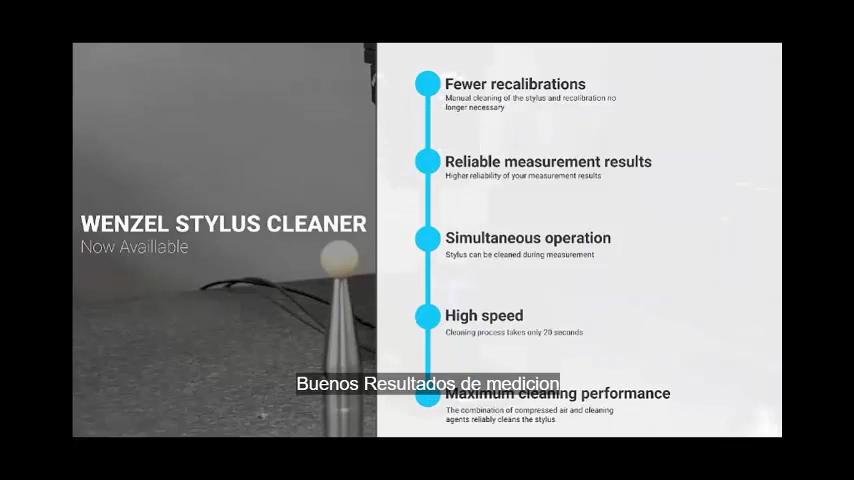 WENZEL STYLUS CLEANER
Now Availlable
Fewer recalibrations
Manual cleaning of the stylus and recalibration no
longer necessary
Reliable measurement results
Higher reliability of your measurement results
Simultaneous operation
Stylus can be cleaned during measurement
High speed
Cleaning process takes only 20 seconds
Buenos Resultados de medicion
Maximum cleaning performance
The combination of compressed air and cleaning
agents reliably cleans the stylus